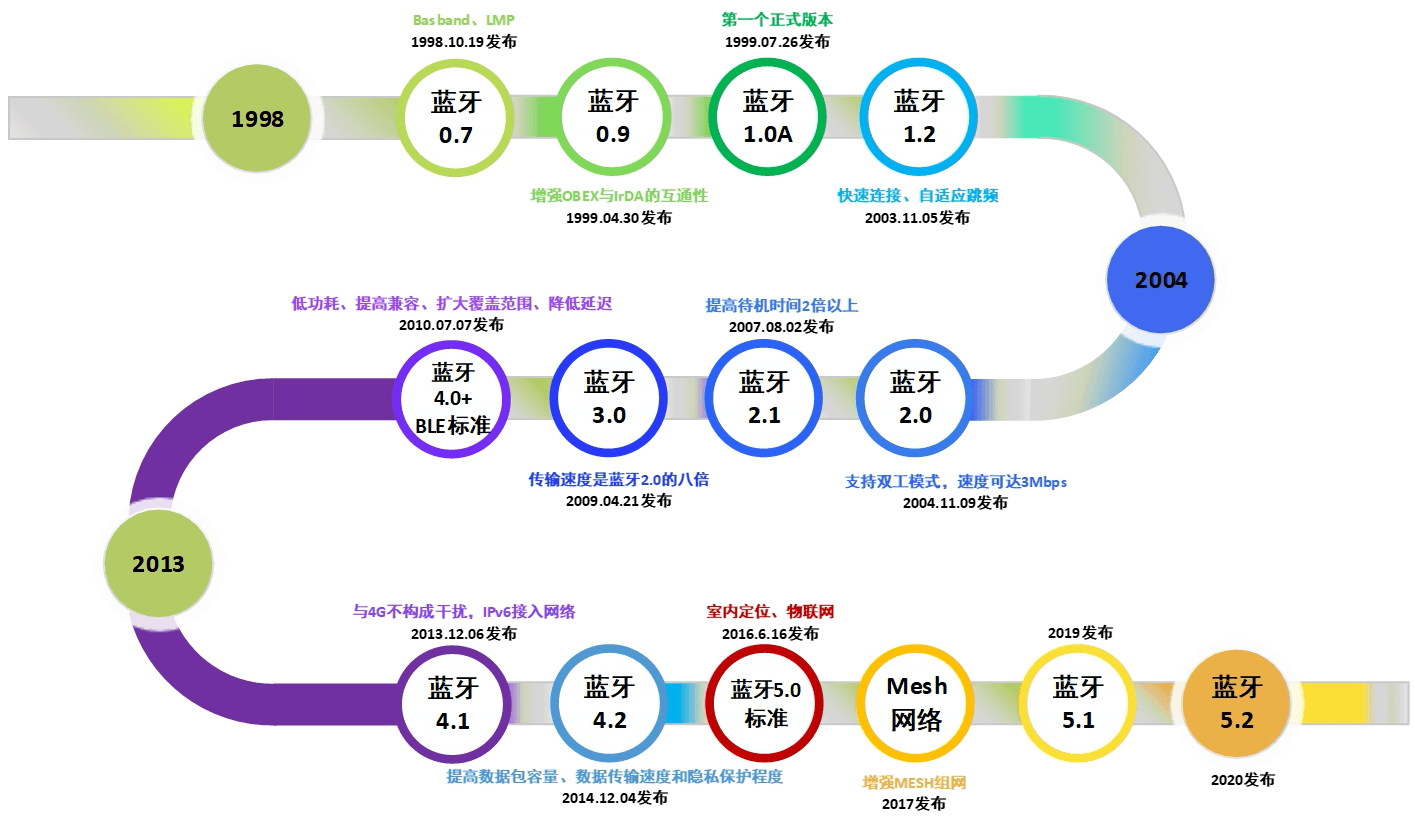 Basband、LMP
1998.10.19发布
第一个正式版本
1999.07.26发布
1998
蓝牙
0.7
蓝牙
0.9
蓝牙
1.0A
蓝牙
1.2
增强OBEX与IrDA的互通性
1999.04.30发布
快速连接、自适应跳频
2003.11.05发布
2004
提高待机时间2倍以上
2007.08.02发布
低功耗、提高兼容、扩大覆盖范围、降低延迟
2010.07.07发布
蓝牙
2.0
蓝牙
2.1
蓝牙
3.0
蓝牙
4.0+
BLE标准
支持双工模式，速度可达3Mbps
2004.11.09发布
传输速度是蓝牙2.0的八倍
2009.04.21发布
2013
与4G不构成干扰，IPv6接入网络
2013.12.06发布
室内定位、物联网
2016.6.16发布
2019发布
蓝牙
4.1
蓝牙
4.2
蓝牙5.0
标准
Mesh
网络
蓝牙
5.1
蓝牙
5.2
提高数据包容量、数据传输速度和隐私保护程度
2014.12.04发布
增强MESH组网
2017发布
2020发布